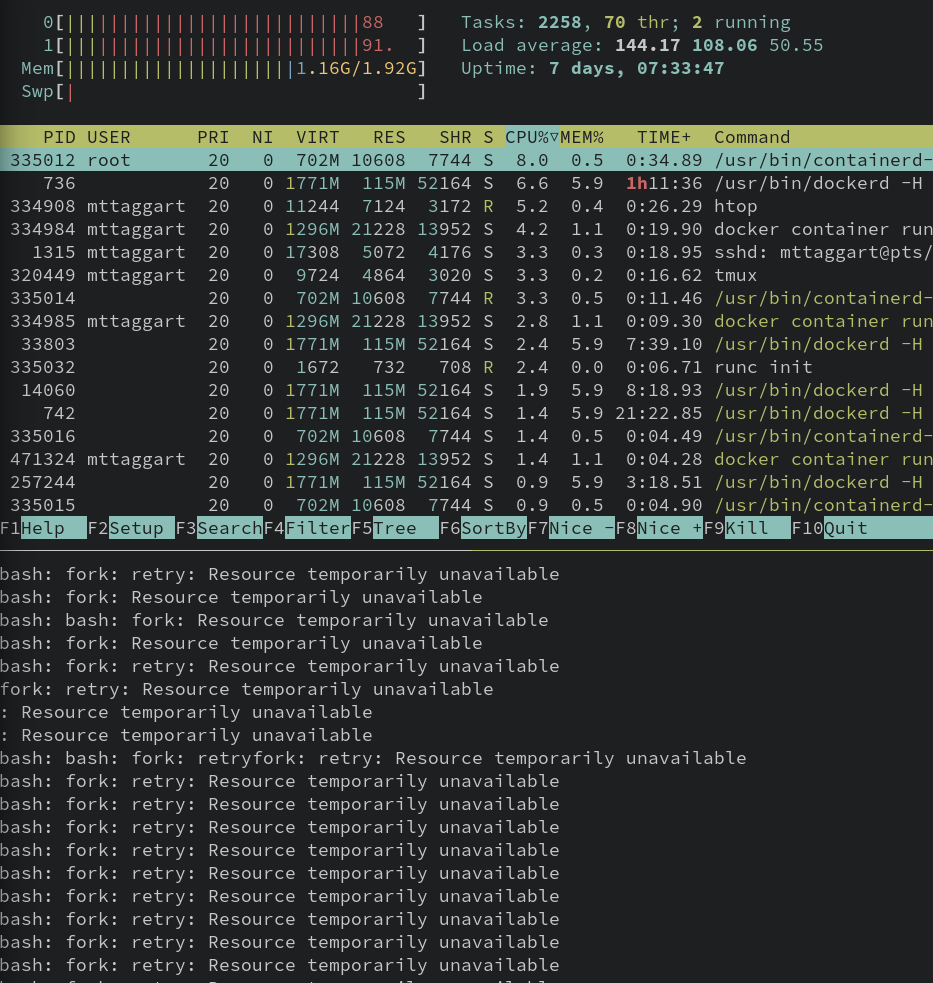 0[||||||||||||||||||||||||||||88 ] Tasks: 2258, 70 thr; 2 running
1[||||||||||||||||||||||||||||91. ] Load average: 144.17 108.06 50.55
Mem[|||||||||||||||||||||1.16G/1.92G] Uptime: 7 days, 07:33:47
Swp[| ]
PID USER PRI NI VIRT RES SHR S CPU%▽MEM% TIME+ Command
335012 root 20 0 702M 10608 7744 S 8.0 0.5 0:34.89 /usr/bin/containerd-
736 20 0 1771M 115M 52164 S 6.6 5.9 1h11:36 /usr/bin/dockerd -H
334908 mttaggart 20 0 11244 7124 3172 R 5.2 0.4 0:26.29 htop
334984 mttaggart 20 0 1296M 21228 13952 S 4.2 1.1 0:19.90 docker container run
1315 mttaggart 20 0 17308 5072 4176 S 3.3 0.3 0:18.95 sshd: mttaggart@pts/
320449 mttaggart 20 0 9724 4864 3020 S 3.3 0.2 0:16.62 tmux
335014 20 0 702M 10608 7744 R 3.3 0.5 0:11.46 /usr/bin/containerd-
334985 mttaggart 20 0 1296M 21228 13952 S 2.8 1.1 0:09.30 docker container run
33803 20 0 1771M 115M 52164 S 2.4 5.9 7:39.10 /usr/bin/dockerd -H
335032 20 0 1672 732 708 R 2.4 0.0 0:06.71 runc init
14060 20 0 1771M 115M 52164 S 1.9 5.9 8:18.93 /usr/bin/dockerd -H
742 20 0 1771M 115M 52164 S 1.4 5.9 21:22.85 /usr/bin/dockerd -H
335016 20 0 702M 10608 7744 S 1.4 0.5 0:04.49 /usr/bin/containerd-
471324 mttaggart 20 0 1296M 21228 13952 S 1.4 1.1 0:04.28 docker container run
257244 20 0 1771M 115M 52164 S 0.9 5.9 3:18.51 /usr/bin/dockerd -H
335015 20 0 702M 10608 7744 S 0.9 0.5 0:04.90 /usr/bin/containerd-
F1Help F2Setup F3SearchF4FilterF5Tree F6SortByF7Nice -F8Nice +F9Kill F10Quit
bash: fork: retry: Resource temporarily unavailable
bash: fork: Resource temporarily unavailable
bash: bash: fork: Resource temporarily unavailable
bash: fork: Resource temporarily unavailable
bash: fork: retry: Resource temporarily unavailable
fork: retry: Resource temporarily unavailable
: Resource temporarily unavailable
: Resource temporarily unavailable
bash: bash: fork: retryfork: retry: Resource temporarily unavailable
bash: fork: retry: Resource temporarily unavailable
bash: fork: retry: Resource temporarily unavailable
bash: fork: retry: Resource temporarily unavailable
bash: fork: retry: Resource temporarily unavailable
bash: fork: retry: Resource temporarily unavailable
bash: fork: retry: Resource temporarily unavailable
bash: fork: retry: Resource temporarily unavailable
bash: fork: retry: Resource temporarily unavailable
bash: fork: retry: Resource temporarily unavailable